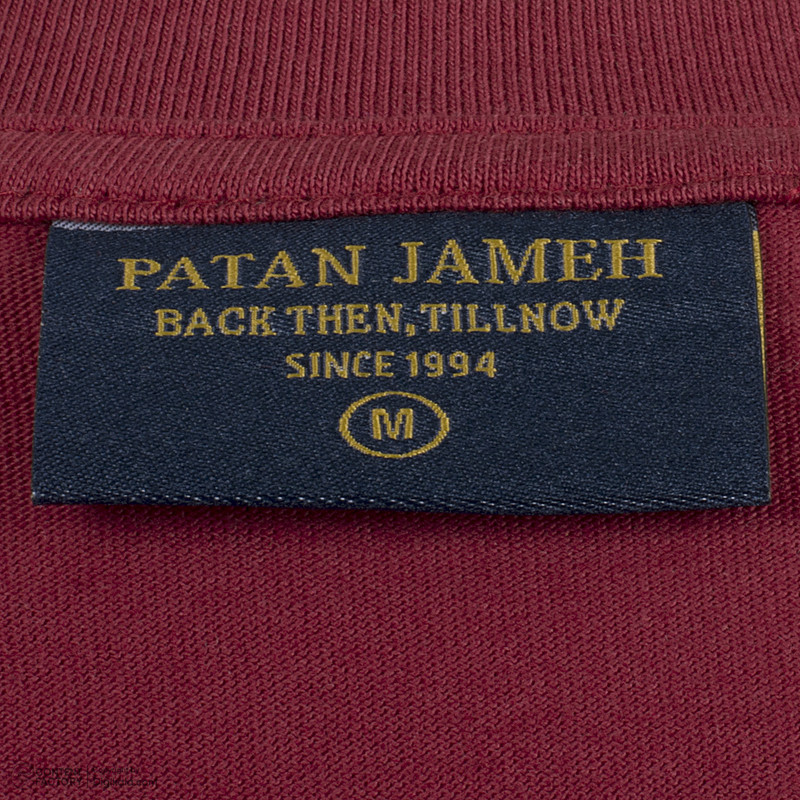 PATAN JAMEH
BACK THEN, TILLNOW
SINCE 1994
M